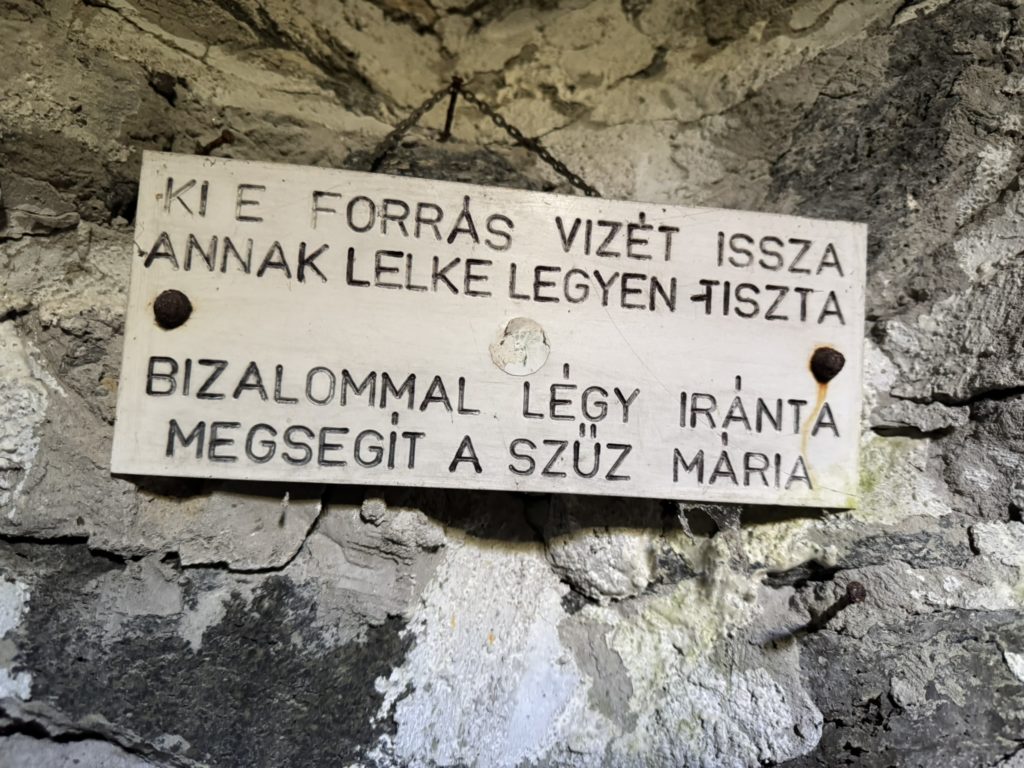 KI E FORRÁS VIZÉT ISSZA
ANNAK LELKE LEGYEN TISZTA
BIZALOMMAL LÉGY IRÁNTA
MEGSEGÍT A SZŰZ MÁRIA